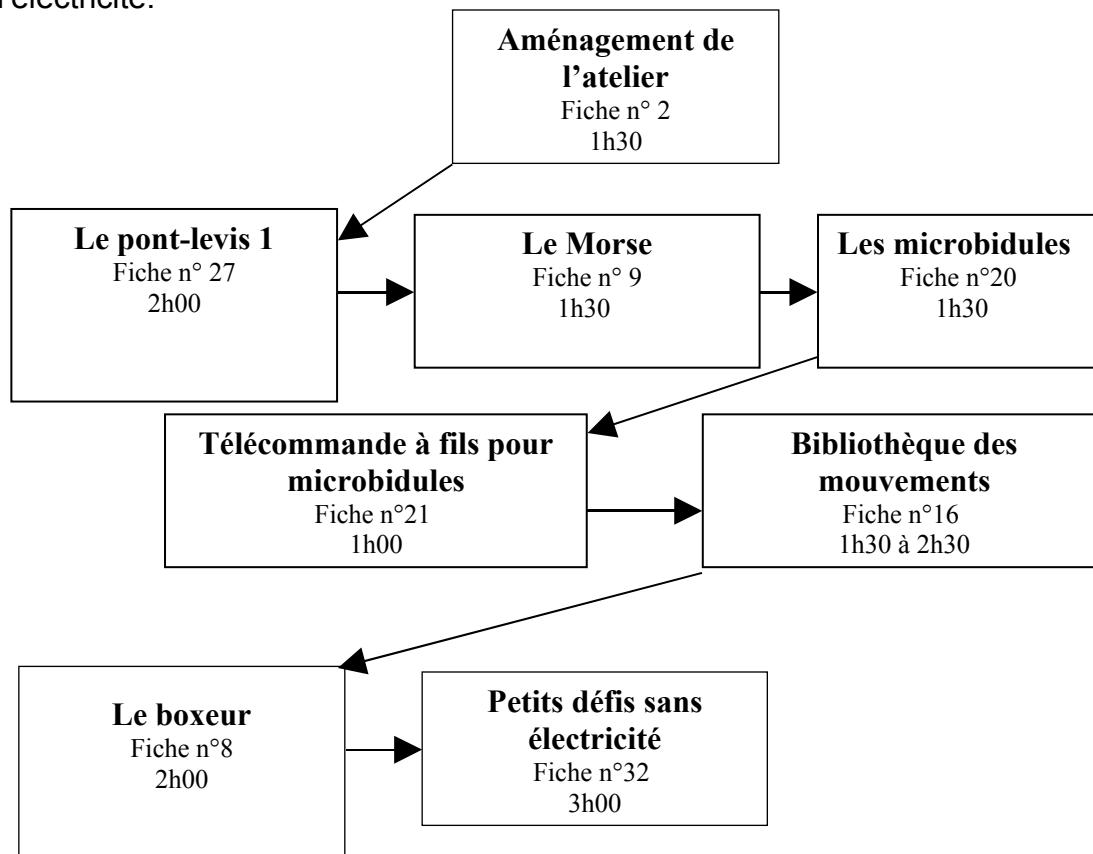 l'électricité.
Aménagement de
l'atelier
Fiche n° 2
1h30
Le pont-levis 1
Fiche n° 27
2h00
Le Morse
Fiche n° 9
1h30
Les microbidules
Fiche n°20
1h30
Télécommande à fils pour
microbidules
Fiche n°21
1h00
Bibliothèque des
mouvements
Fiche n°16
1h30 à 2h30
Le boxeur
Fiche n°8
2h00
Petits défis sans
électricité
Fiche n°32
3h00